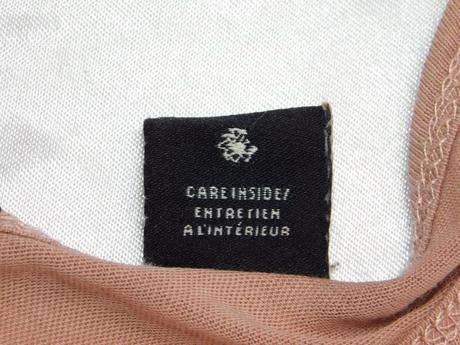 CARE INSIDE/
ENTRETIEN
A L'INTÉRIEUR